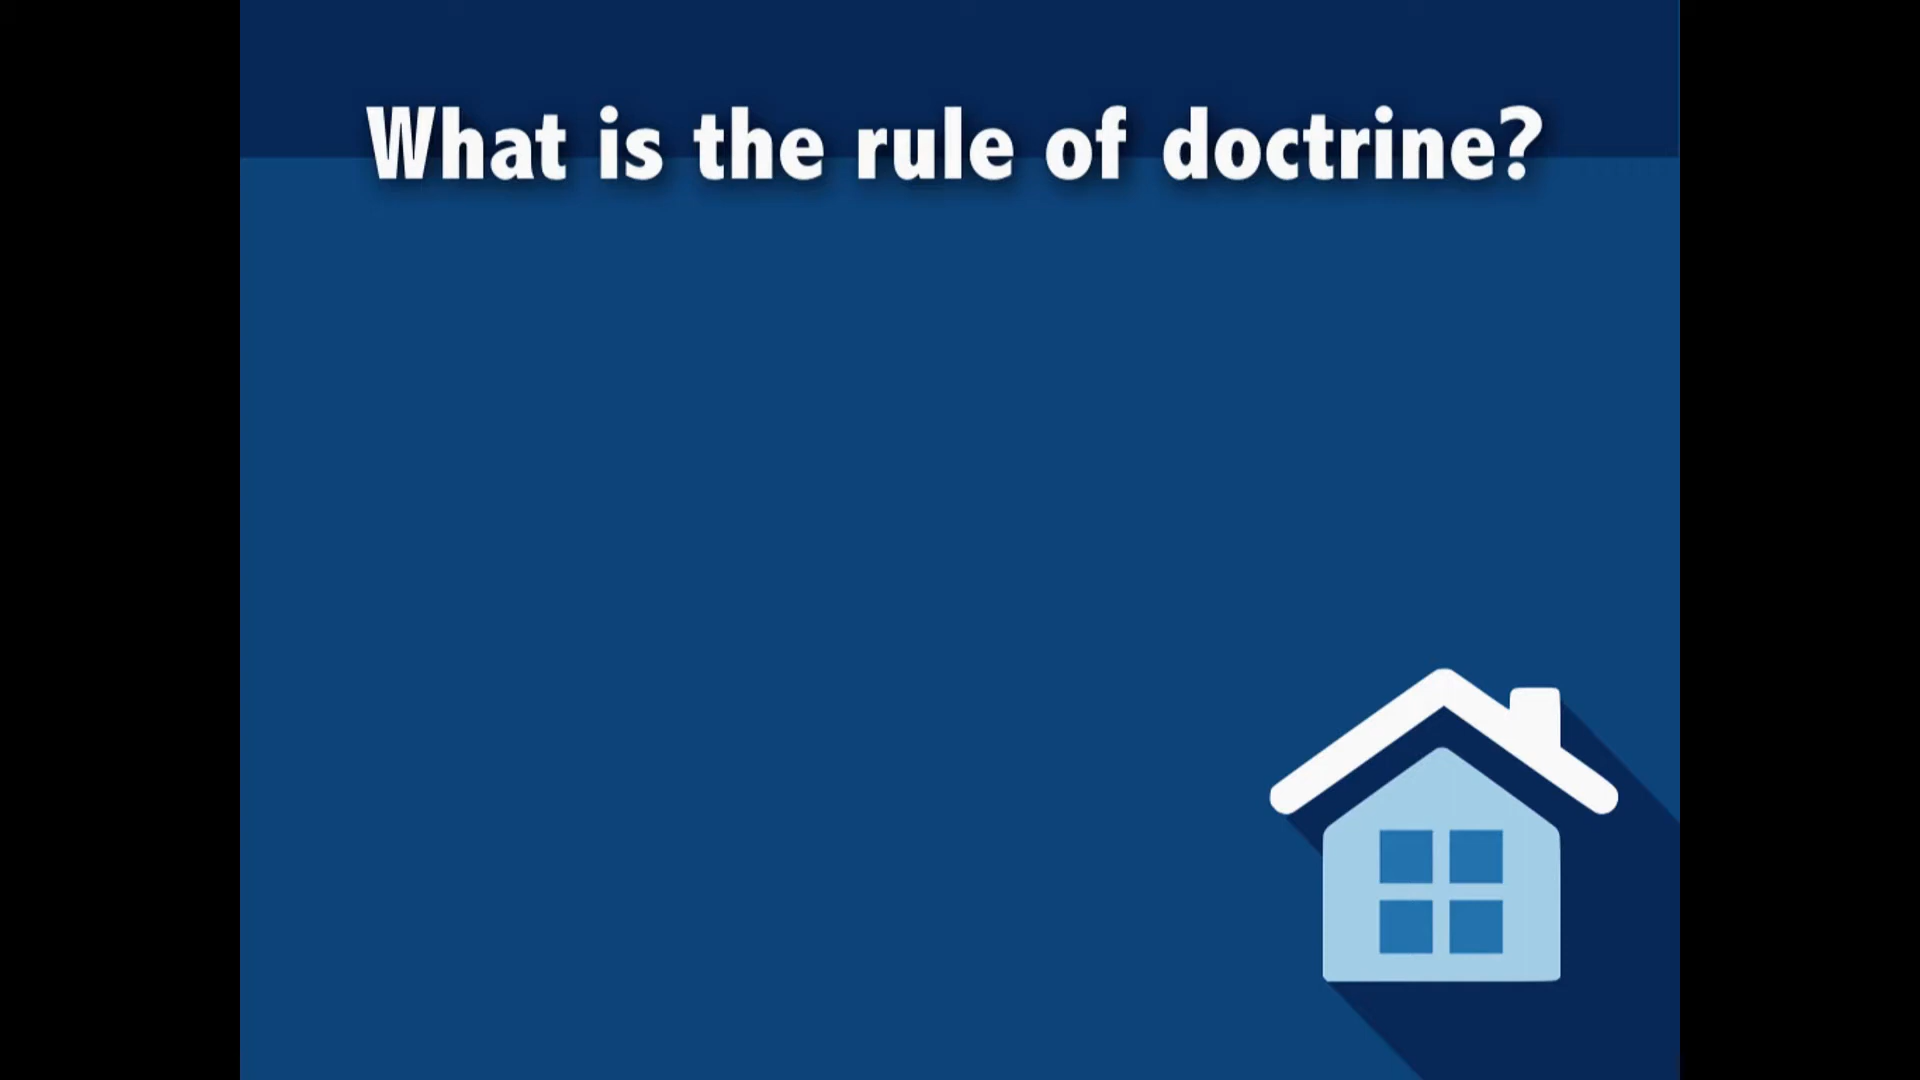 What is the rule of doctrine?